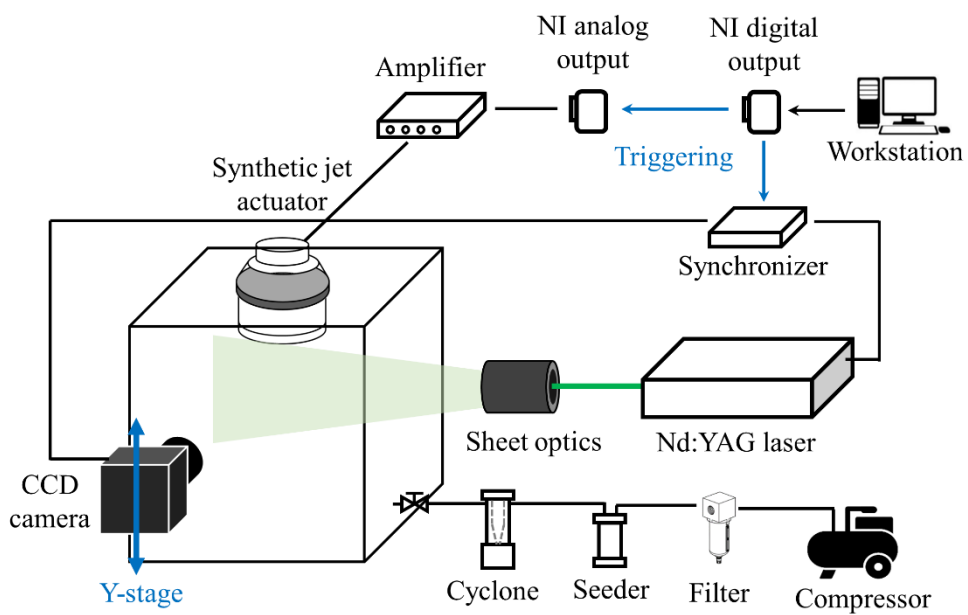 NI analog
output
NI digital
output
Amplifier
Triggering
Workstation
Synthetic jet
actuator
Synchronizer
Sheet optics
Nd:YAG laser
CCD
camera
Y-stage
Cyclone
Seeder
Filter
Compressor